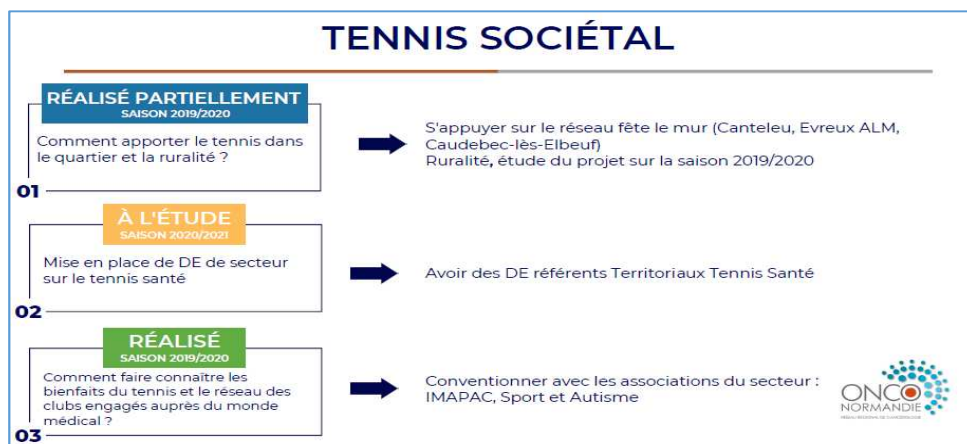 TENNIS SOCIÉTAL
RÉALISÉ PARTIELLEMENT
SAISON 2019/2020
Comment apporter le tennis dans
le quartier et la ruralité ?
01
S'appuyer sur le réseau fête le mur (Canteleu, Evreux ALM,
Caudebec-lès-Elbeuf)
Ruralité, étude du projet sur la saison 2019/2020
À L'ÉTUDE
SAISON 2020/2021
Mise en place de DE de secteur
sur le tennis santé
02
Avoir des DE référents Territoriaux Tennis Santé
RÉALISÉ
SAISON 2019/2020
Comment faire connaître les
bienfaits du tennis et le réseau des
clubs engagés auprès du monde
médical ?
03
Conventionner avec les associations du secteur :
IMAPAC, Sport et Autisme
ONCO
NORMANDIE